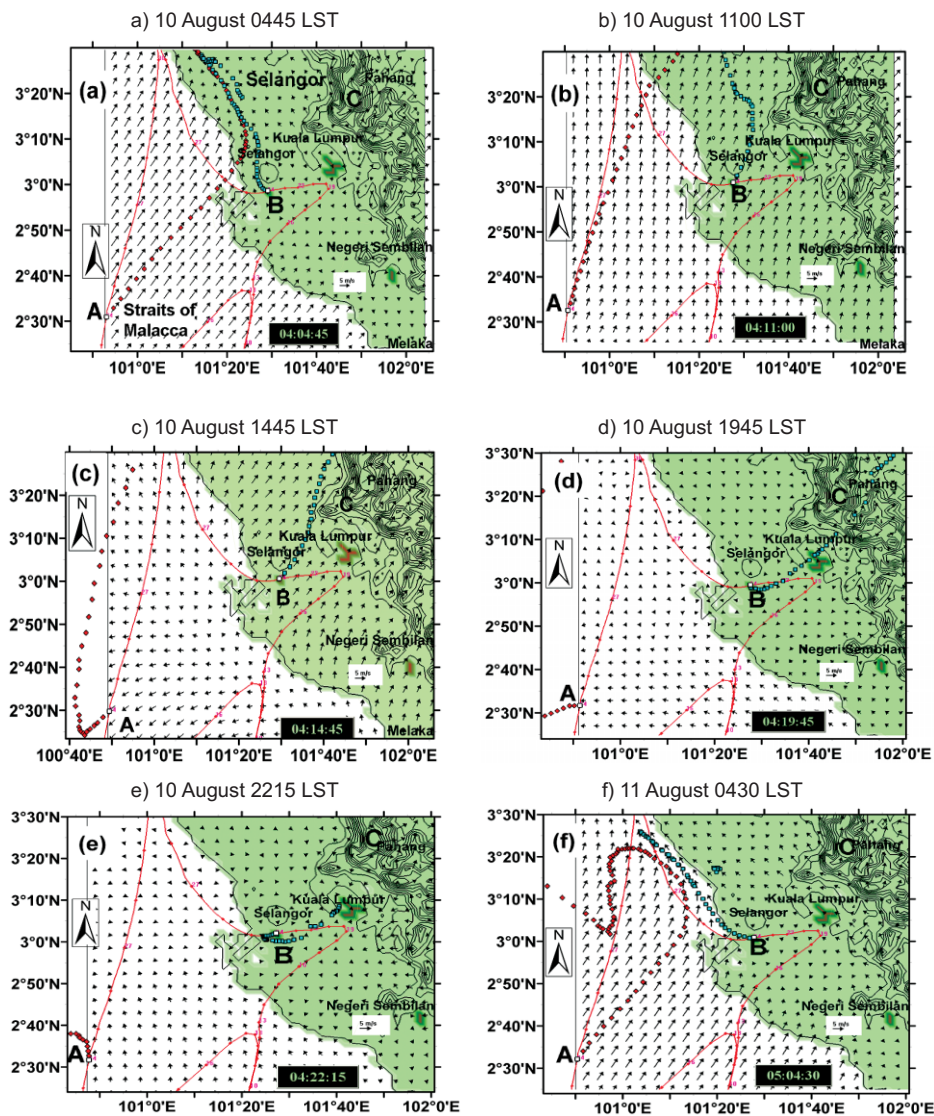 a) 10 August 0445 LST
b) 10 August 1100 LST
(a)
Selangor
Pahang
C
3°20'N
3°10'N
3°0'N
2°50'N
2°40'N
2°30'N
Kuala Lumpur
Selangor
B
N
Negeri Sembilan
5 m/s
A
Straits of
Malacca
04:04:45
Melaka
101°0'E 101°20'E 101°40'E 102°0'E
(b)
Pahang
C
3°20'N
3°10'N
3°0'N
2°50'N
2°40'N
2°30'N
Kuala Lumpur
Selangor
B
N
Negeri Sembilan
5 m/s
A
04:11:00
Melaka
101°0'E 101°20'E 101°40'E 102°0'E
c) 10 August 1445 LST
d) 10 August 1945 LST
(c)
Pahang
C
3°20'N
3°10'N
3°0'N
2°50'N
2°40'N
2°30'N
N
Kuala Lumpur
Selangor
B
Negeri Sembilan
5 m/s
A
04:14:45
Melaka
100°40'E 101°0'E 101°20'E 101°40'E 102°0'E
(d)
C
Pahang
3°20'N
3°10'N
3°0'N
2°50'N
2°40'N
2°30'N
N
Kuala Lumpur
Selangor
B
Negeri Sembilan
5 m/s
A
04:19:45
101°0'E 101°20'E 101°40'E 102°0'E
e) 10 August 2215 LST
f) 11 August 0430 LST
3°30'N
(e)
C
Pahang
3°20'N
3°10'N
3°0'N
2°50'N
2°40'N
2°30'N
Kuala Lumpur
Selangor
B
N
Negeri Sembilan
5 m/s
A
04:22:15
101°0'E 101°20'E 101°40'E 102°0'E
3°30'N
(f)
C
Pahang
3°20'N
3°10'N
3°0'N
2°50'N
2°40'N
2°30'N
Kuala Lumpur
Selangor
B
N
Negeri Sembilan
5 m/s
A
05:04:30
101°0'E 101°20'E 101°40'E 102°0'E